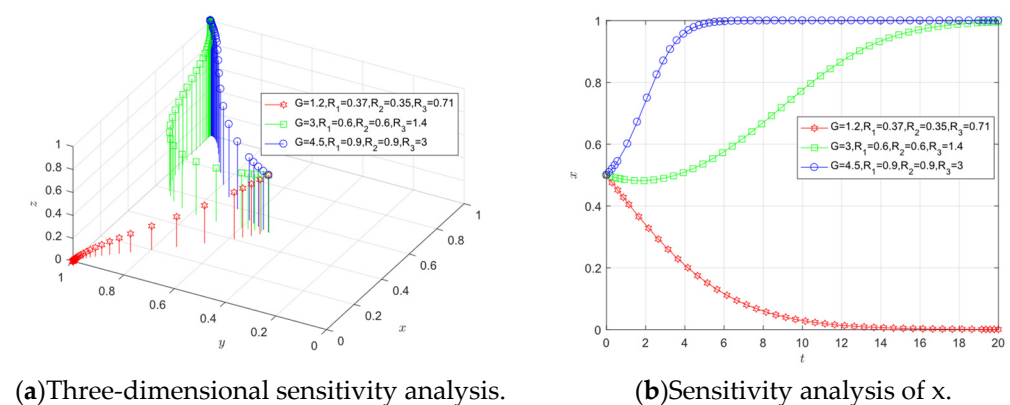 1
0.8
0.6
0.4
0.2
0
z
1
0.8
0.6
0.4
0.2
0
y
0
0.2
0.4
0.6
0.8
1
x
G=1.2,R1=0.37,R2=0.35,R3=0.71
G=3,R1=0.6,R2=0.6,R3=1.4
G=4.5,R1=0.9,R2=0.9,R3=3
(a)Three-dimensional sensitivity analysis.
1
0.8
0.6
0.4
0.2
0
x
G=1.2,R1=0.37,R2=0.35,R3=0.71
G=3,R1=0.6,R2=0.6,R3=1.4
G=4.5,R1=0.9,R2=0.9,R3=3
0 2 4 6 8 10 12 14 16 18 20
t
(b)Sensitivity analysis of x.